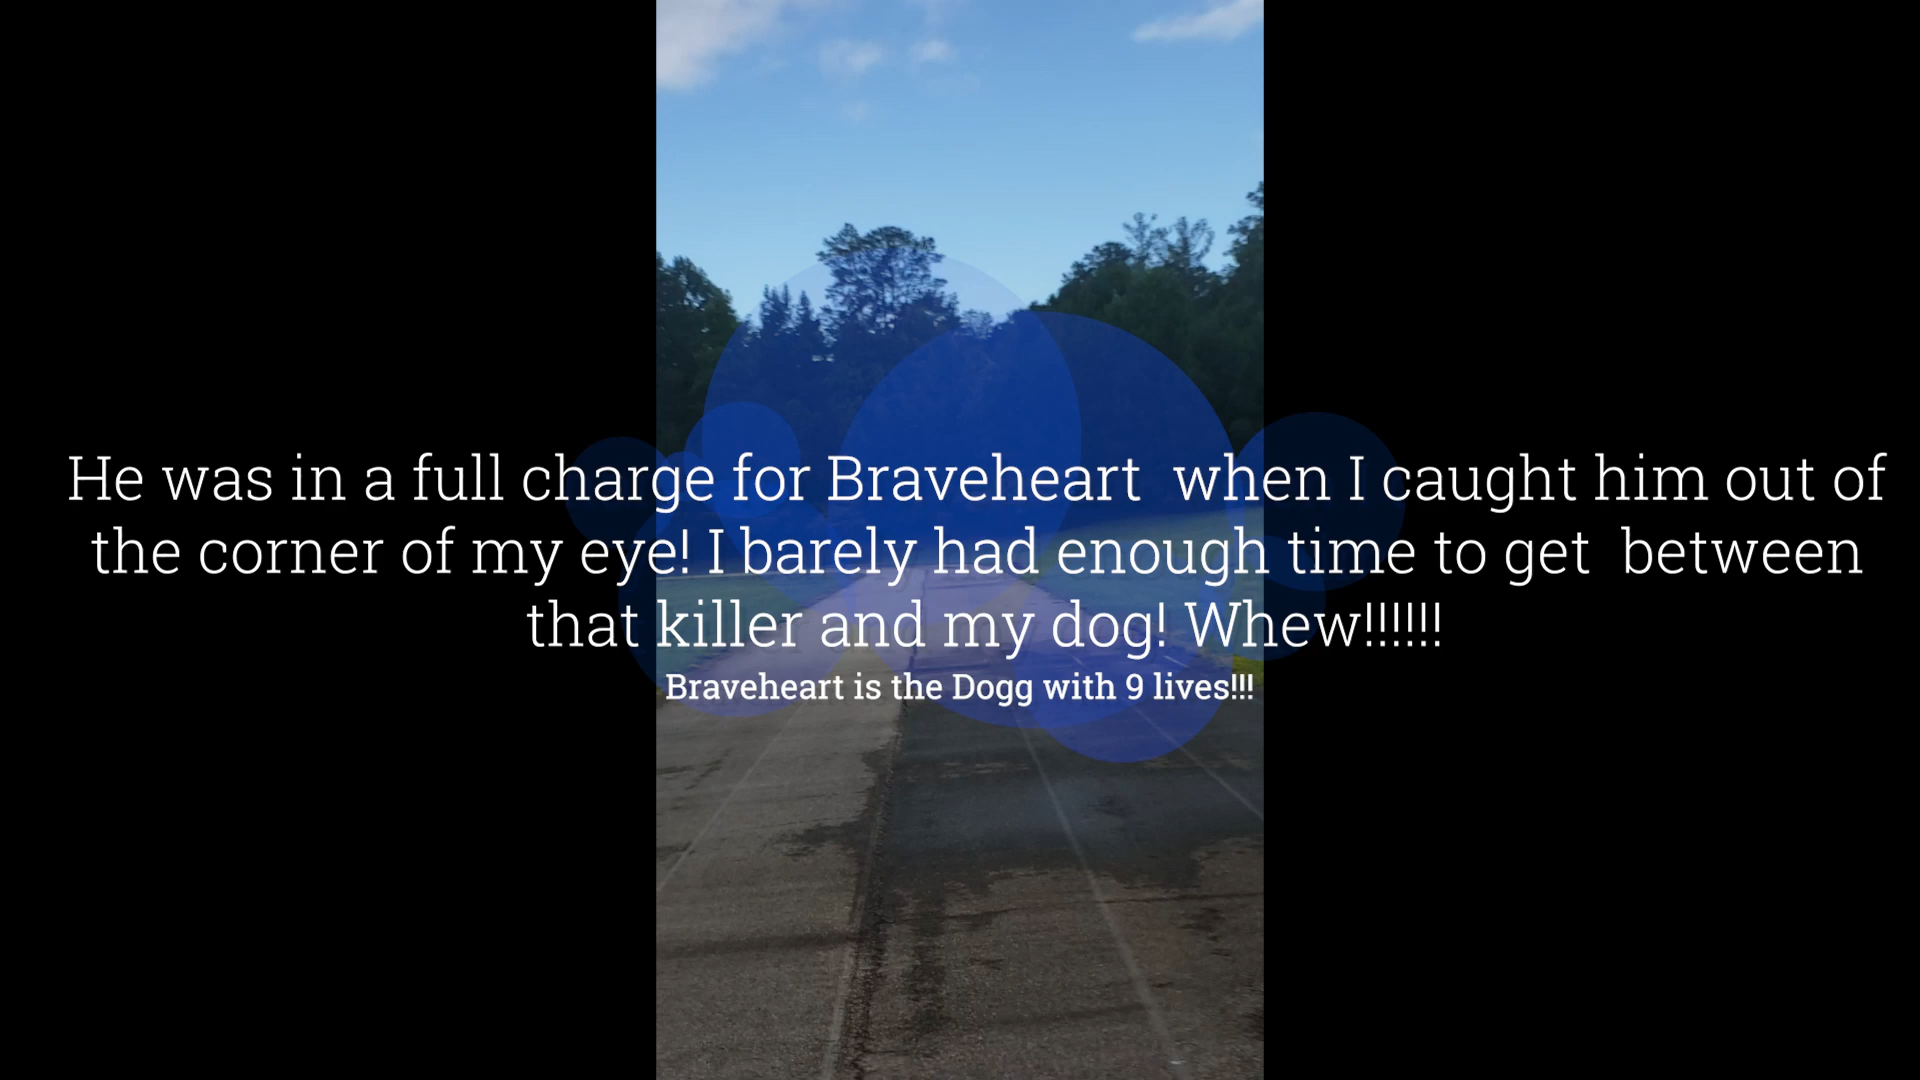 He was in a full charge for Braveheart  when I caught him out of
the corner of my eye! I barely had enough time to get  between
that killer and my dog! Whew!!!!!!
Braveheart is the Dogg with 9 lives!!!